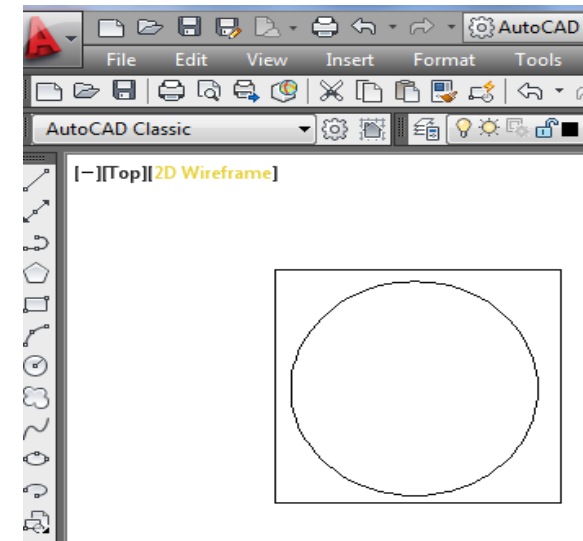 AutoCAD
File Edit View Insert Format Tools
AutoCAD Classic
[−][Top][2D Wireframe]